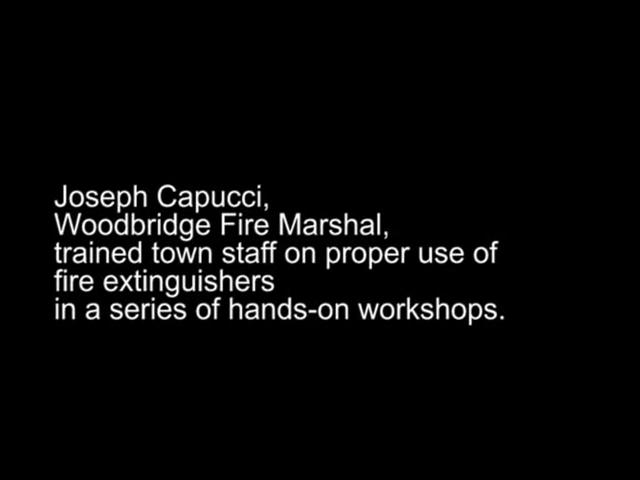 Joseph Capucci,
Woodbridge Fire Marshal,
trained town staff on proper use of
fire extinguishers
in a series of hands-on workshops.